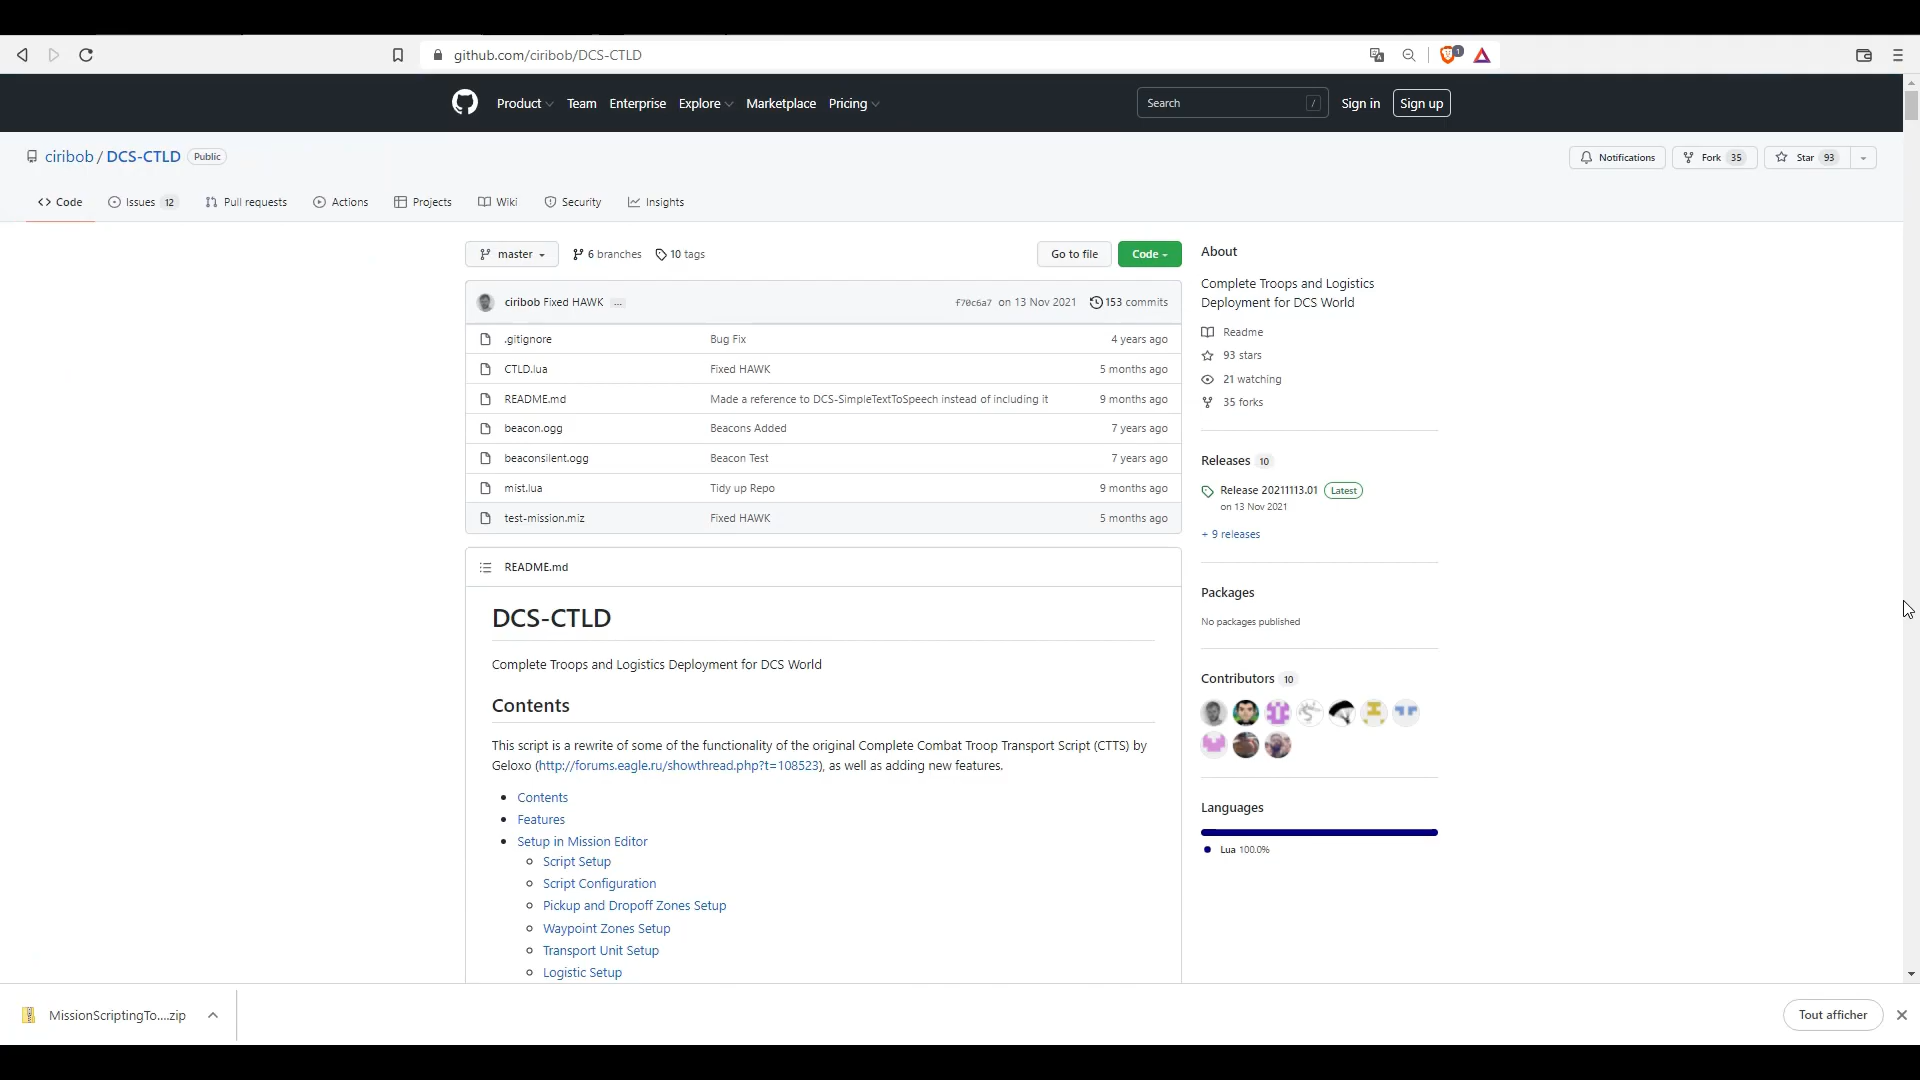 github.com/ciribob/DCS-CTLD
1
Product Team Enterprise Explore Marketplace Pricing
Search /
Sign in Sign up
ciribob / DCS-CTLD Public
Notifications Fork 35 Star 93
Code Issues 12 Pull requests Actions Projects Wiki Security Insights
master 6 branches 10 tags Go to file Code
ciribob Fixed HAWK ... f70c6a7 on 13 Nov 2021 153 commits
.gitignore Bug Fix 4 years ago
CTLD.lua Fixed HAWK 5 months ago
README.md Made a reference to DCS-SimpleTextToSpeech instead of including it 9 months ago
beacon.ogg Beacons Added 7 years ago
beaconsilent.ogg Beacon Test 7 years ago
mist.lua Tidy up Repo 9 months ago
test-mission.miz Fixed HAWK 5 months ago
README.md
DCS-CTLD
Complete Troops and Logistics Deployment for DCS World
Contents
This script is a rewrite of some of the functionality of the original Complete Combat Troop Transport Script (CTTS) by
Geloxo (http://forums.eagle.ru/showthread.php?t=108523), as well as adding new features.
Contents
Features
Setup in Mission Editor
Script Setup
Script Configuration
Pickup and Dropoff Zones Setup
Waypoint Zones Setup
Transport Unit Setup
Logistic Setup
About
Complete Troops and Logistics
Deployment for DCS World
Readme
93 stars
21 watching
35 forks
Releases 10
Release 20211113.01 Latest
on 13 Nov 2021
+ 9 releases
Packages
No packages published
Contributors 10
Languages
Lua 100.0%
MissionScriptingTo....zip
Tout afficher